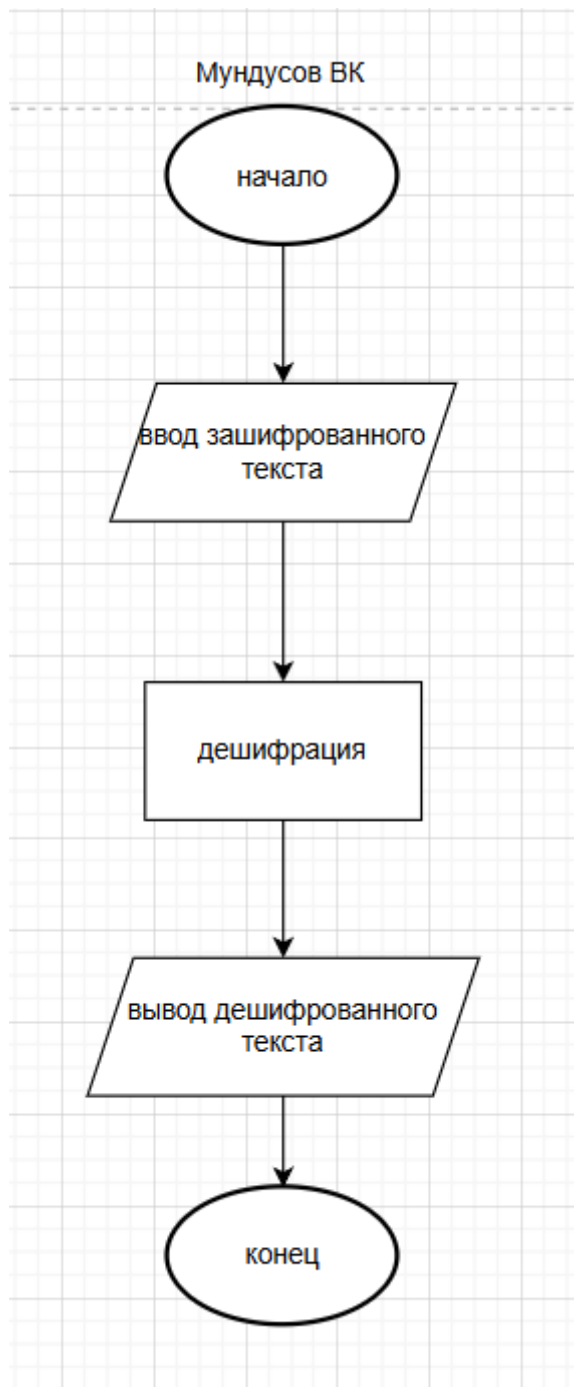 Мундусов ВК
начало
ввод зашифрованного
текста
дешифрация
вывод дешифрованного
текста
конец